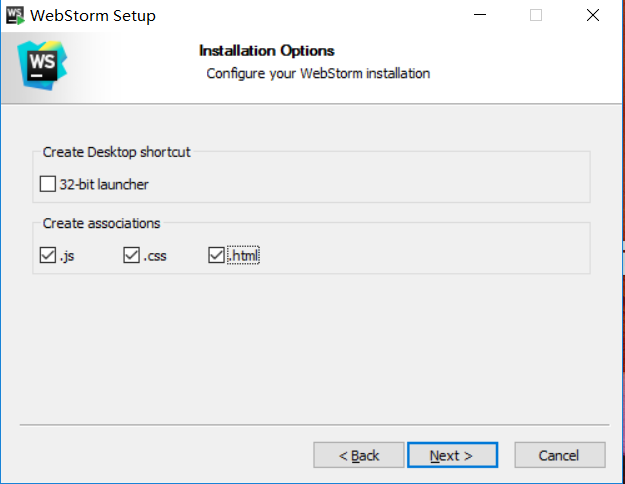 WS WebStorm Setup
WS
Installation Options
Configure your WebStorm installation
Create Desktop shortcut
32-bit launcher
Create associations
.js .css .html
< Back Next > Cancel